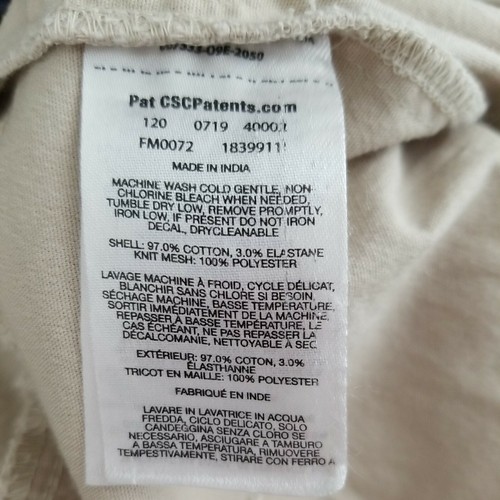 Pat CSCPatents.com
120 0719 4000.1
FM0072 1839911
MADE IN INDIA
MACHINE WASH COLD GENTLE, NON-
CHLORINE BLEACH WHEN NEEDED,
TUMBLE DRY LOW, REMOVE PROMPTLY,
IRON LOW, IF PRESENT DO NOT IRON
DECAL, DRYCLEANABLE
SHELL: 97.0% COTTON, 3.0% ELASTANE
KNIT MESH: 100% POLYESTER
LAVAGE MACHINE À FROID, CYCLE DÉLICAT,
BLANCHIR SANS CHLORE SI BESOIN,
SÉCHAGE MACHINE, BASSE TEMPÉRATURE,
SORTIR IMMÉDIATEMENT DE LA MACHINE,
REPASSER À BASSE TEMPÉRATURE, LE
CAS ÉCHÉANT, NE PAS REPASSER LA
DÉCALCOMANIE, NETTOYABLE À SEC
EXTÉRIEUR: 97.0% COTON, 3.0%
ÉLASTHANNE
TRICOT EN MAILLE: 100% POLYESTER
FABRIQUÉ EN INDE
LAVARE IN LAVATRICE IN ACQUA
FREDDA, CICLO DELICATO, SOLO
CANDEGGINA SENZA CLORO SE
NECESSARIO, ASCIUGARE A TAMBURO
A BASSA TEMPERATURA, RIMUOVERE
TEMPESTIVAMENTE, STIRARE CON FERRO A